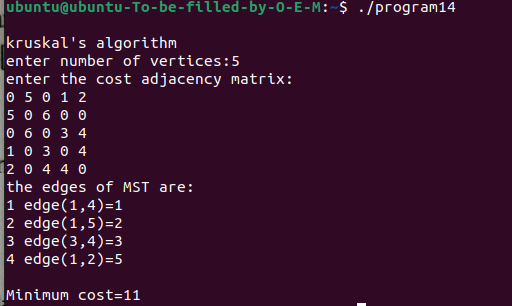 ubuntu@ubuntu-To-be-filled-by-O-E-M:~$ ./program14
kruskal's algorithm
enter number of vertices:5
enter the cost adjacency matrix:
0 5 0 1 2
5 0 6 0 0
0 6 0 3 4
1 0 3 0 4
2 0 4 4 0
the edges of MST are:
1 edge(1,4)=1
2 edge(1,5)=2
3 edge(3,4)=3
4 edge(1,2)=5
Minimum cost=11